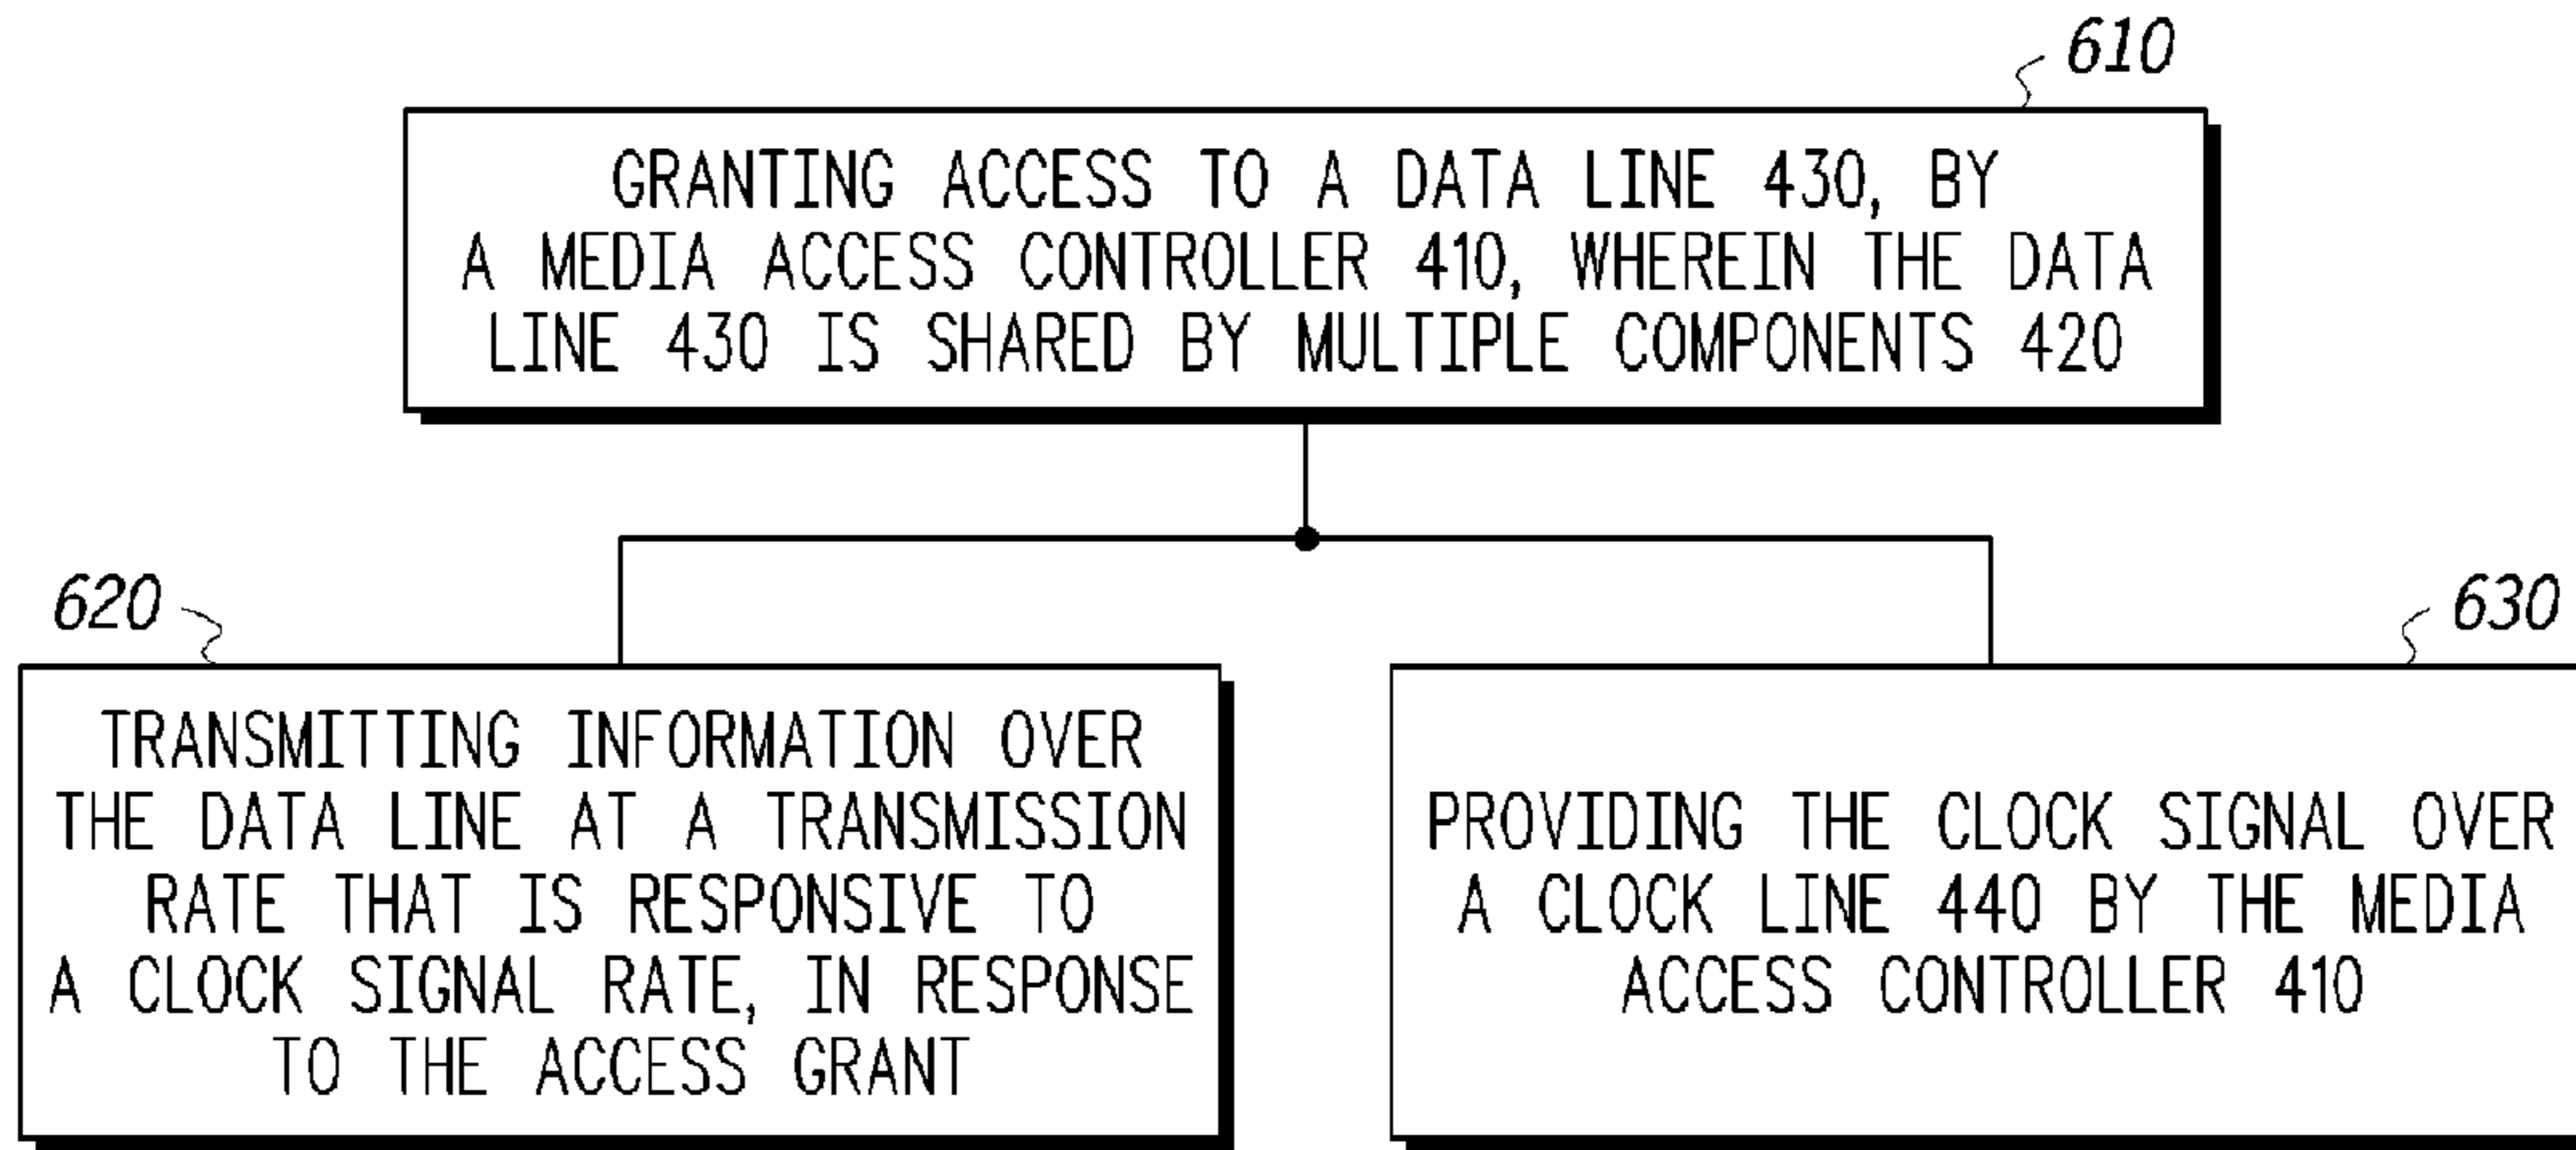 610
GRANTING ACCESS TO A DATA LINE 430, BY
A MEDIA ACCESS CONTROLLER 410, WHEREIN THE DATA
LINE 430 IS SHARED BY MULTIPLE COMPONENTS 420
620
TRANSMITTING INFORMATION OVER
THE DATA LINE AT A TRANSMISSION
RATE THAT IS RESPONSIVE TO
A CLOCK SIGNAL RATE, IN RESPONSE
TO THE ACCESS GRANT
630
PROVIDING THE CLOCK SIGNAL OVER
A CLOCK LINE 440 BY THE MEDIA
ACCESS CONTROLLER 410